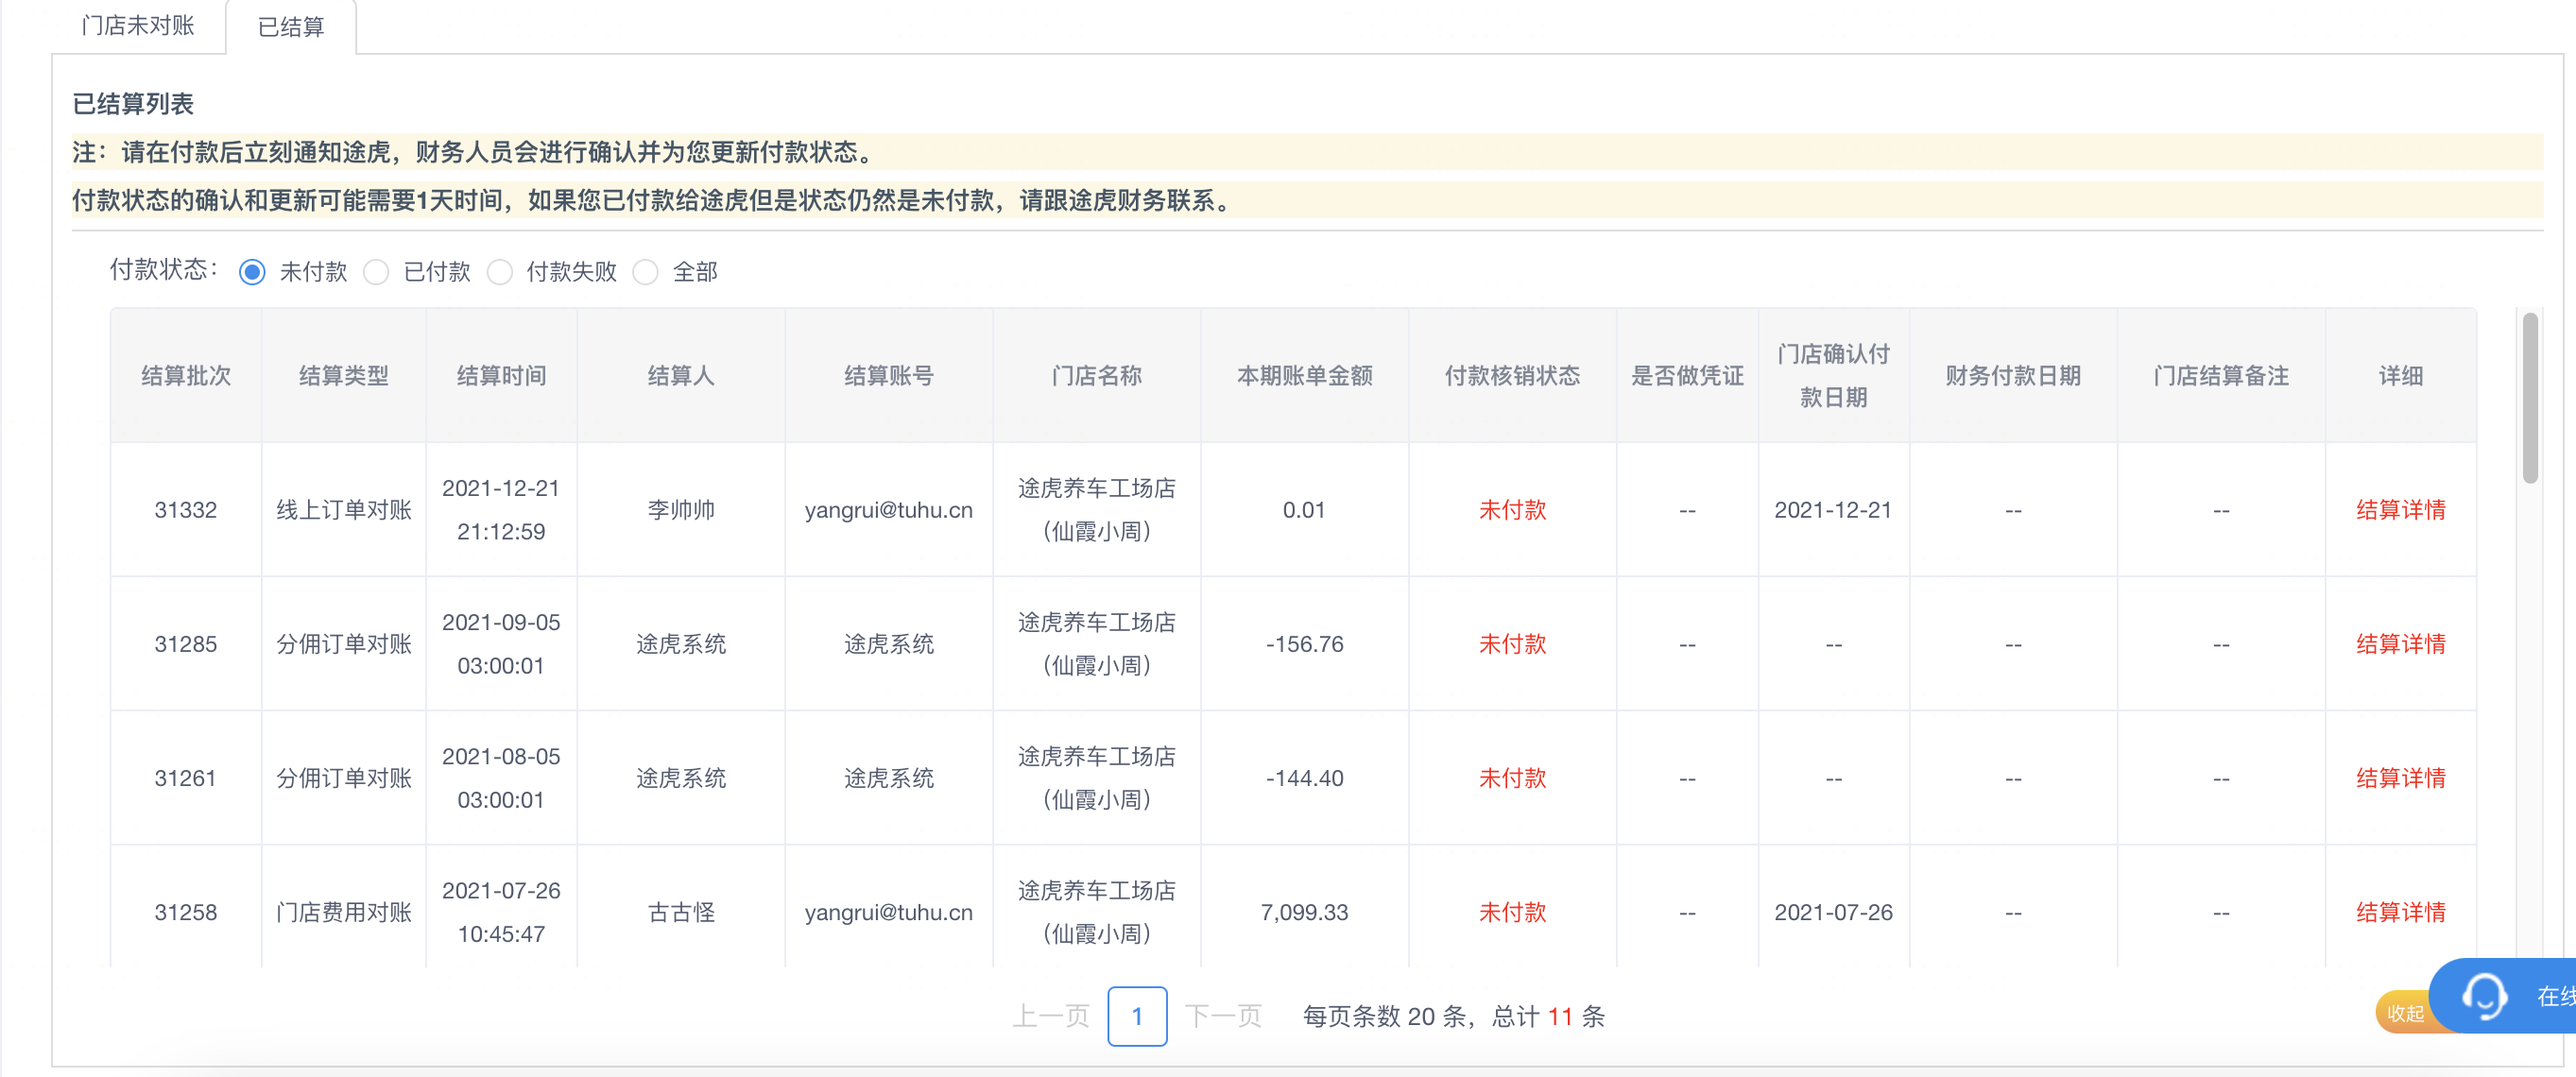 门店未对账 已结算
已结算列表
注：请在付款后立刻通知途虎，财务人员会进行确认并为您更新付款状态。
付款状态的确认和更新可能需要1天时间，如果您已付款给途虎但是状态仍然是未付款，请跟途虎财务联系。
付款状态： 未付款 已付款 付款失败 全部
结算批次 结算类型 结算时间 结算人 结算账号 门店名称 本期账单金额 付款核销状态 是否做凭证 门店确认付
款日期 财务付款日期 门店结算备注 详细
31332 线上订单对账 2021-12-21
21:12:59 李帅帅 yangrui@tuhu.cn 途虎养车工场店
（仙霞小周） 0.01 未付款 -- 2021-12-21 -- -- 结算详情
31285 分佣订单对账 2021-09-05
03:00:01 途虎系统 途虎系统 途虎养车工场店
（仙霞小周） -156.76 未付款 -- -- -- -- 结算详情
31261 分佣订单对账 2021-08-05
03:00:01 途虎系统 途虎系统 途虎养车工场店
（仙霞小周） -144.40 未付款 -- -- -- -- 结算详情
31258 门店费用对账 2021-07-26
10:45:47 古古怪 yangrui@tuhu.cn 途虎养车工场店
（仙霞小周） 7,099.33 未付款 -- 2021-07-26 -- -- 结算详情
上一页 1 下一页 每页条数 20 条，总计 11 条
收起 在线